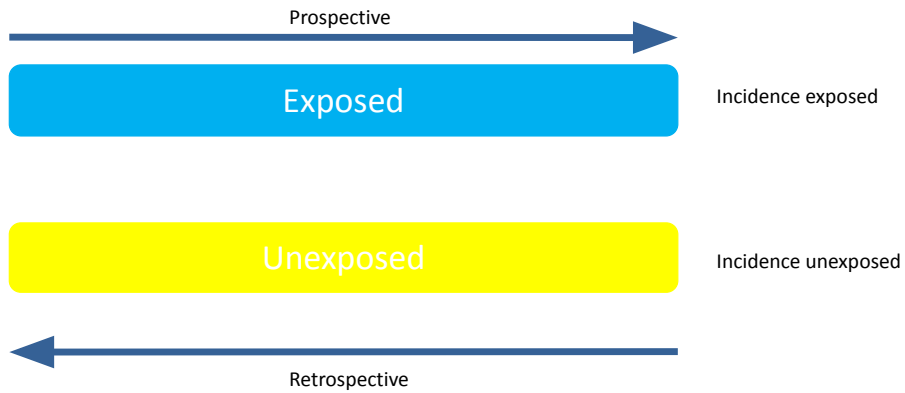 Prospective
Exposed
Incidence exposed
Unexposed
Incidence unexposed
Retrospective